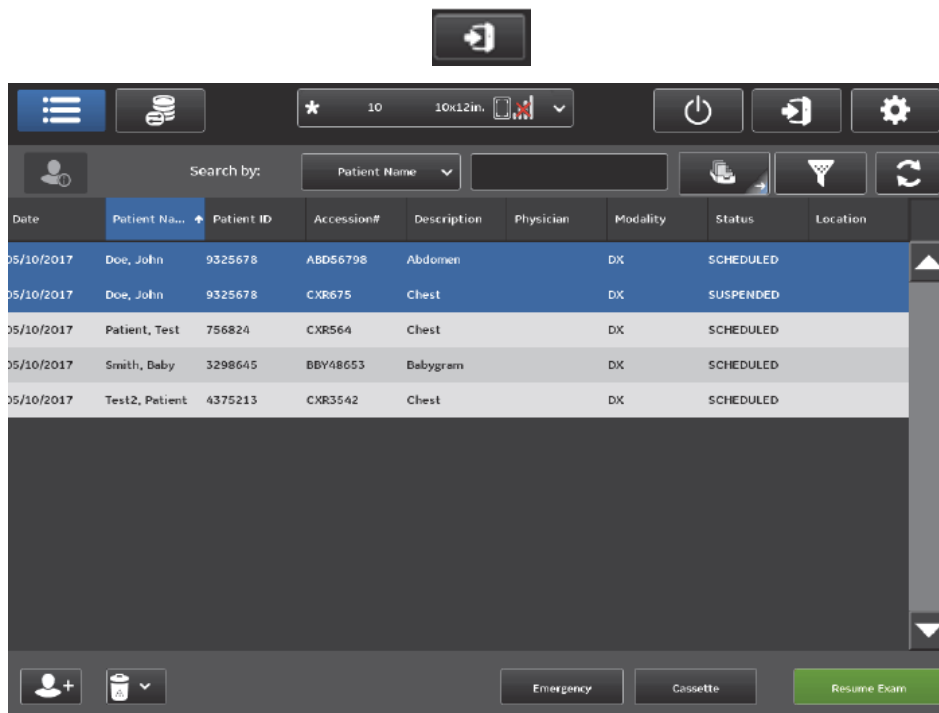 10 10x12in.
Search by: Patient Name
Date Patient Na... Patient ID Accession# Description Physician Modality Status Location
05/10/2017 Doe, John 9325678 ABD56798 Abdomen DX SCHEDULED
05/10/2017 Doe, John 9325678 CXR675 Chest DX SUSPENDED
05/10/2017 Patient, Test 756824 CXR564 Chest DX SCHEDULED
05/10/2017 Smith, Baby 3298645 BBY48653 Babygram DX SCHEDULED
05/10/2017 Test2, Patient 4375213 CXR3542 Chest DX SCHEDULED
Emergency Cassette Resume Exam